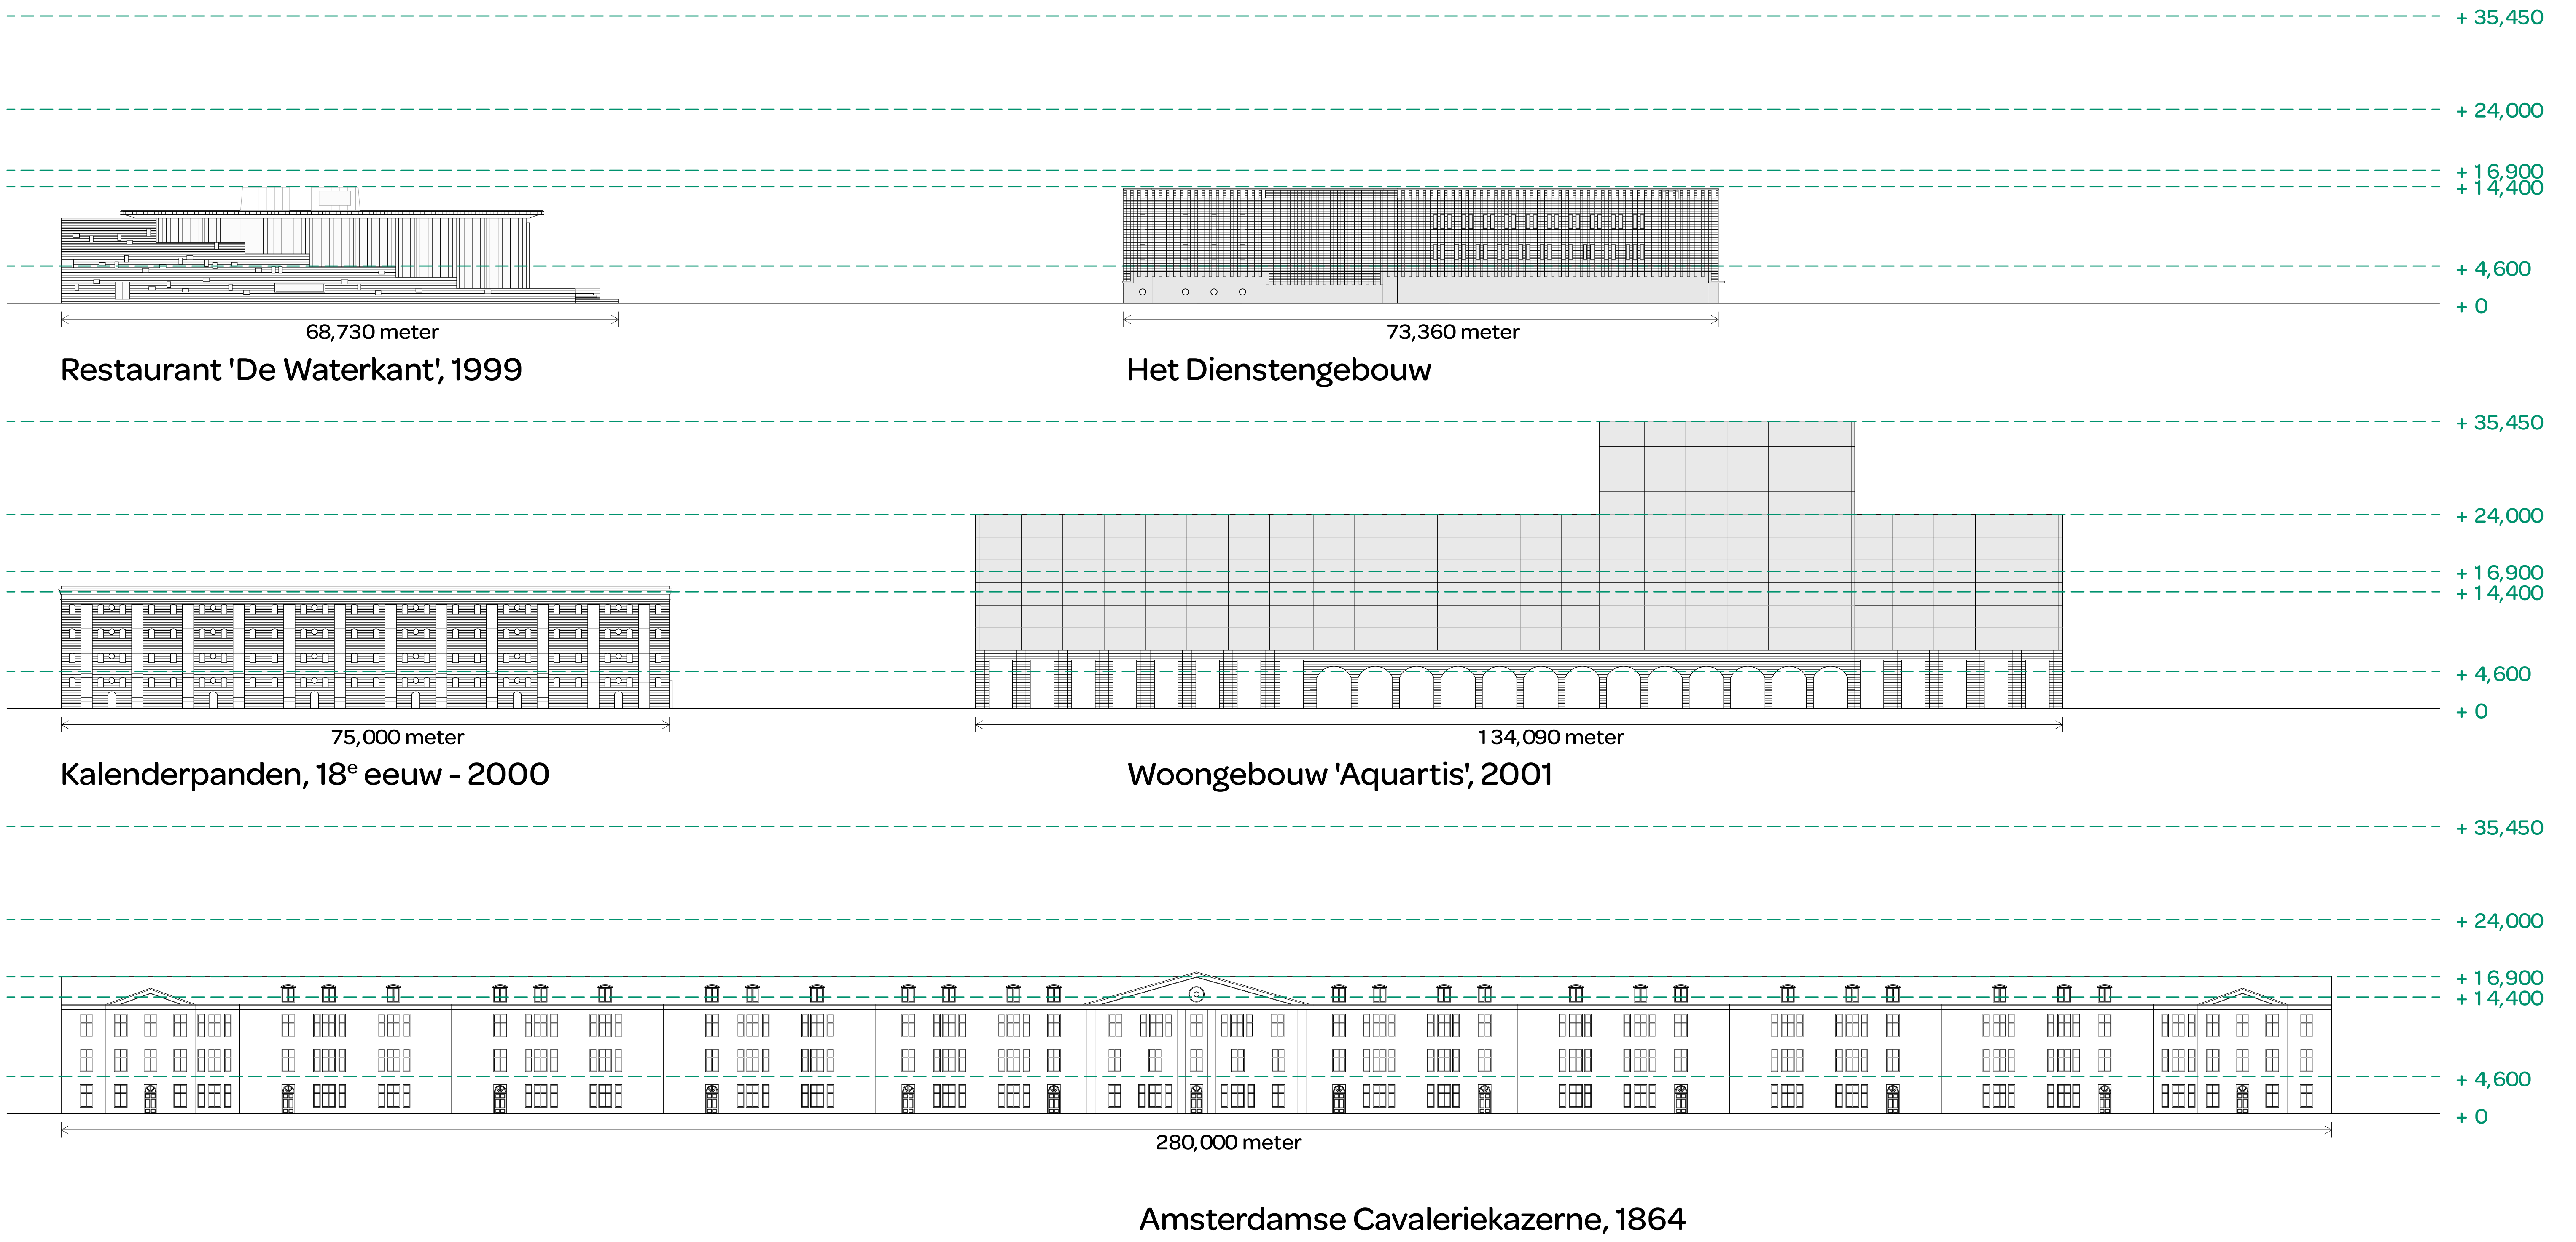 + 35,450
+ 24,000
+ 16,900
+ 14,400
+ 4,600
+ 0
68,730 meter
73,360 meter
Restaurant 'De Waterkant', 1999
Het Dienstengebouw
+ 35,450
+ 24,000
+ 16,900
+ 14,400
+ 4,600
+ 0
75,000 meter
134,090 meter
Kalenderpanden, 18e eeuw - 2000
Woongebouw 'Aquartis', 2001
+ 35,450
+ 24,000
+ 16,900
+ 14,400
+ 4,600
+ 0
280,000 meter
Amsterdamse Cavaleriekazerne, 1864